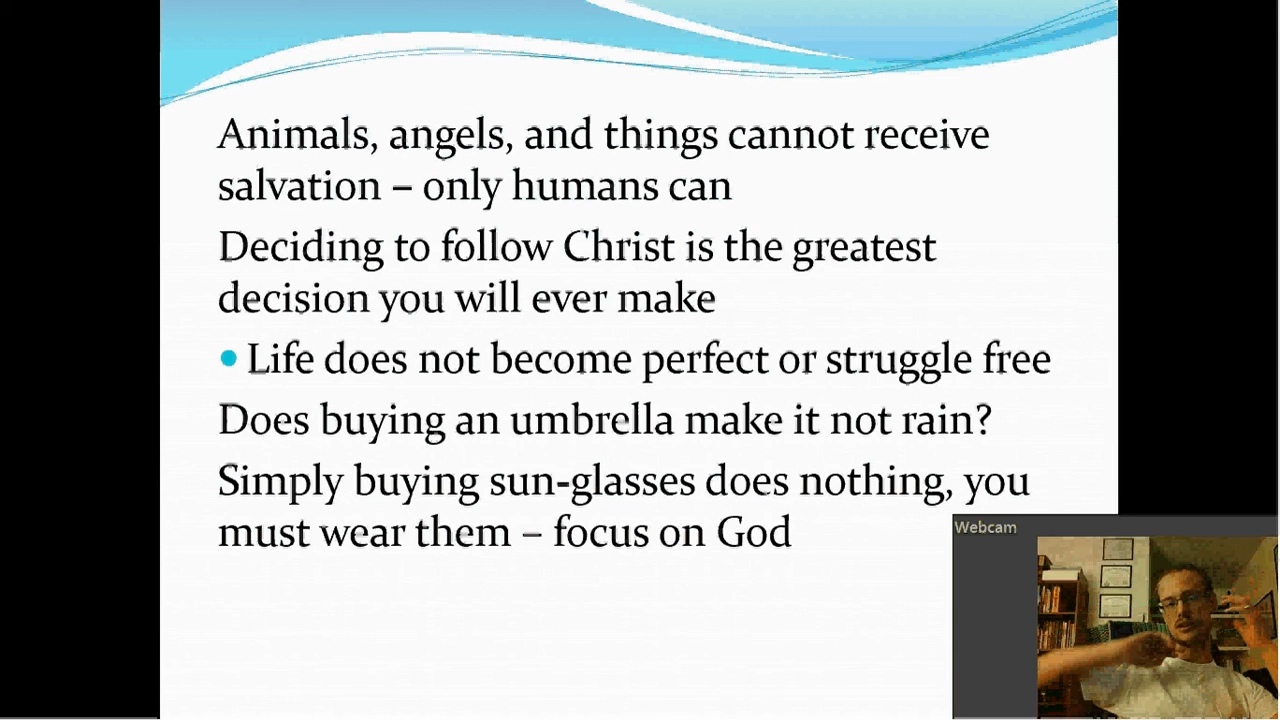 Animals, angels, and things cannot receive
salvation – only humans can
Deciding to follow Christ is the greatest
decision you will ever make
• Life does not become perfect or struggle free
Does buying an umbrella make it not rain?
Simply buying sun-glasses does nothing, you
must wear them – focus on God
Webcam